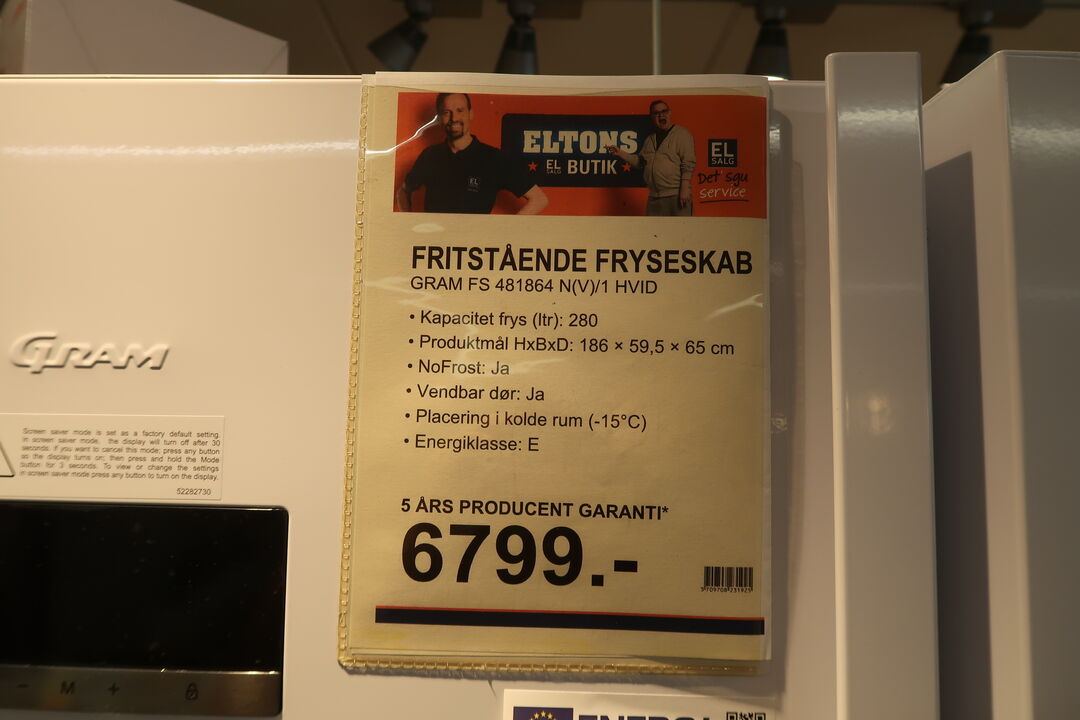 ELTONS
EL SALG BUTIK
EL
SALG
Det sgu
service
EL
FRITSTÅENDE FRYSESKAB
GRAM FS 481864 N(V)/1 HVID
• Kapacitet frys (ltr): 280
• Produktmål HxBxD: 186 × 59,5 × 65 cm
• NoFrost: Ja
• Vendbar dør: Ja
• Placering i kolde rum (-15°C)
• Energiklasse: E
5 ÅRS PRODUCENT GARANTI*
6799.-
5709708231925
GRAM
Screen saver mode is set as a factory default setting.
In screen saver mode, the display will turn off after 30
seconds. If you want to cancel this mode; press any button
as the display turns on; then press and hold the Mode
button for 3 seconds. To view or change the settings
in screen saver mode press any button to turn on the display.
52282730
- M +